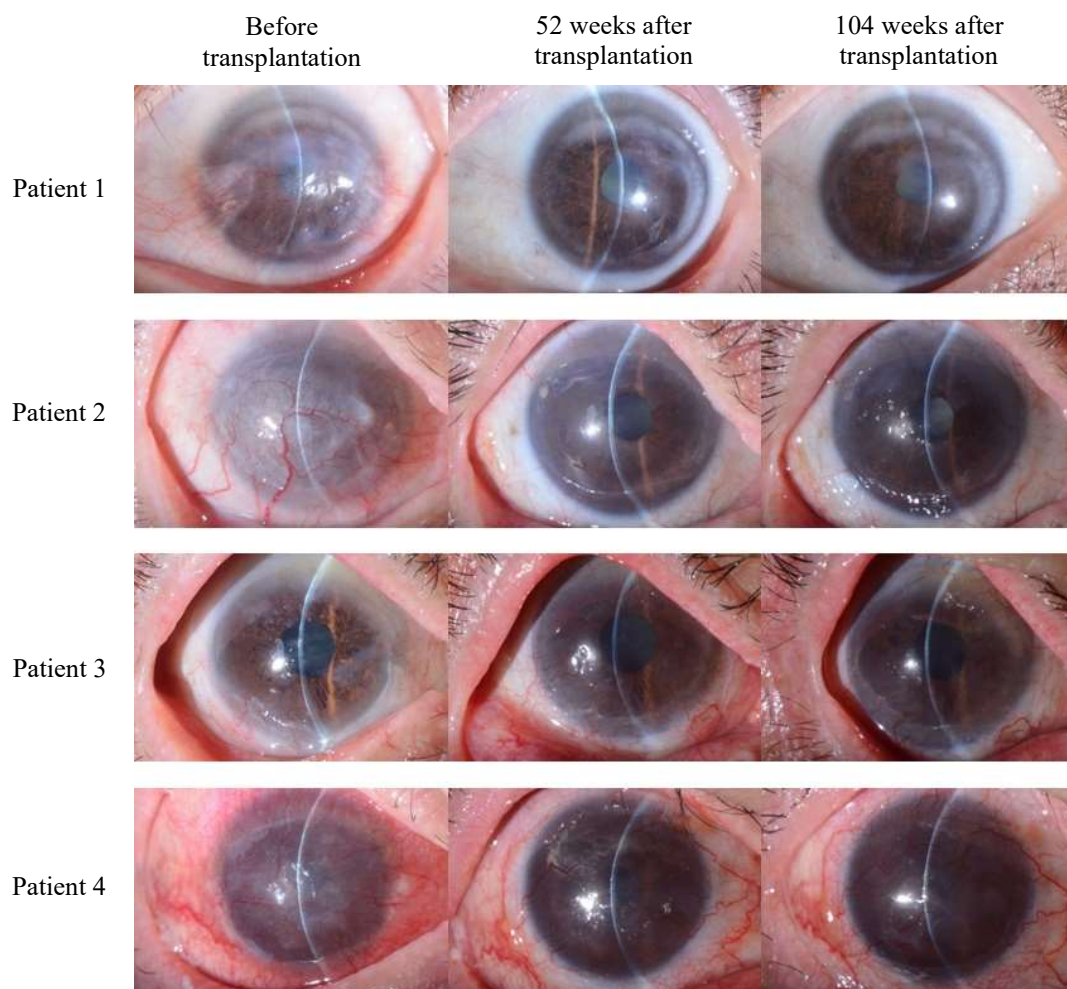 Before
transplantation
52 weeks after
transplantation
104 weeks after
transplantation
Patient 1
Patient 2
Patient 3
Patient 4